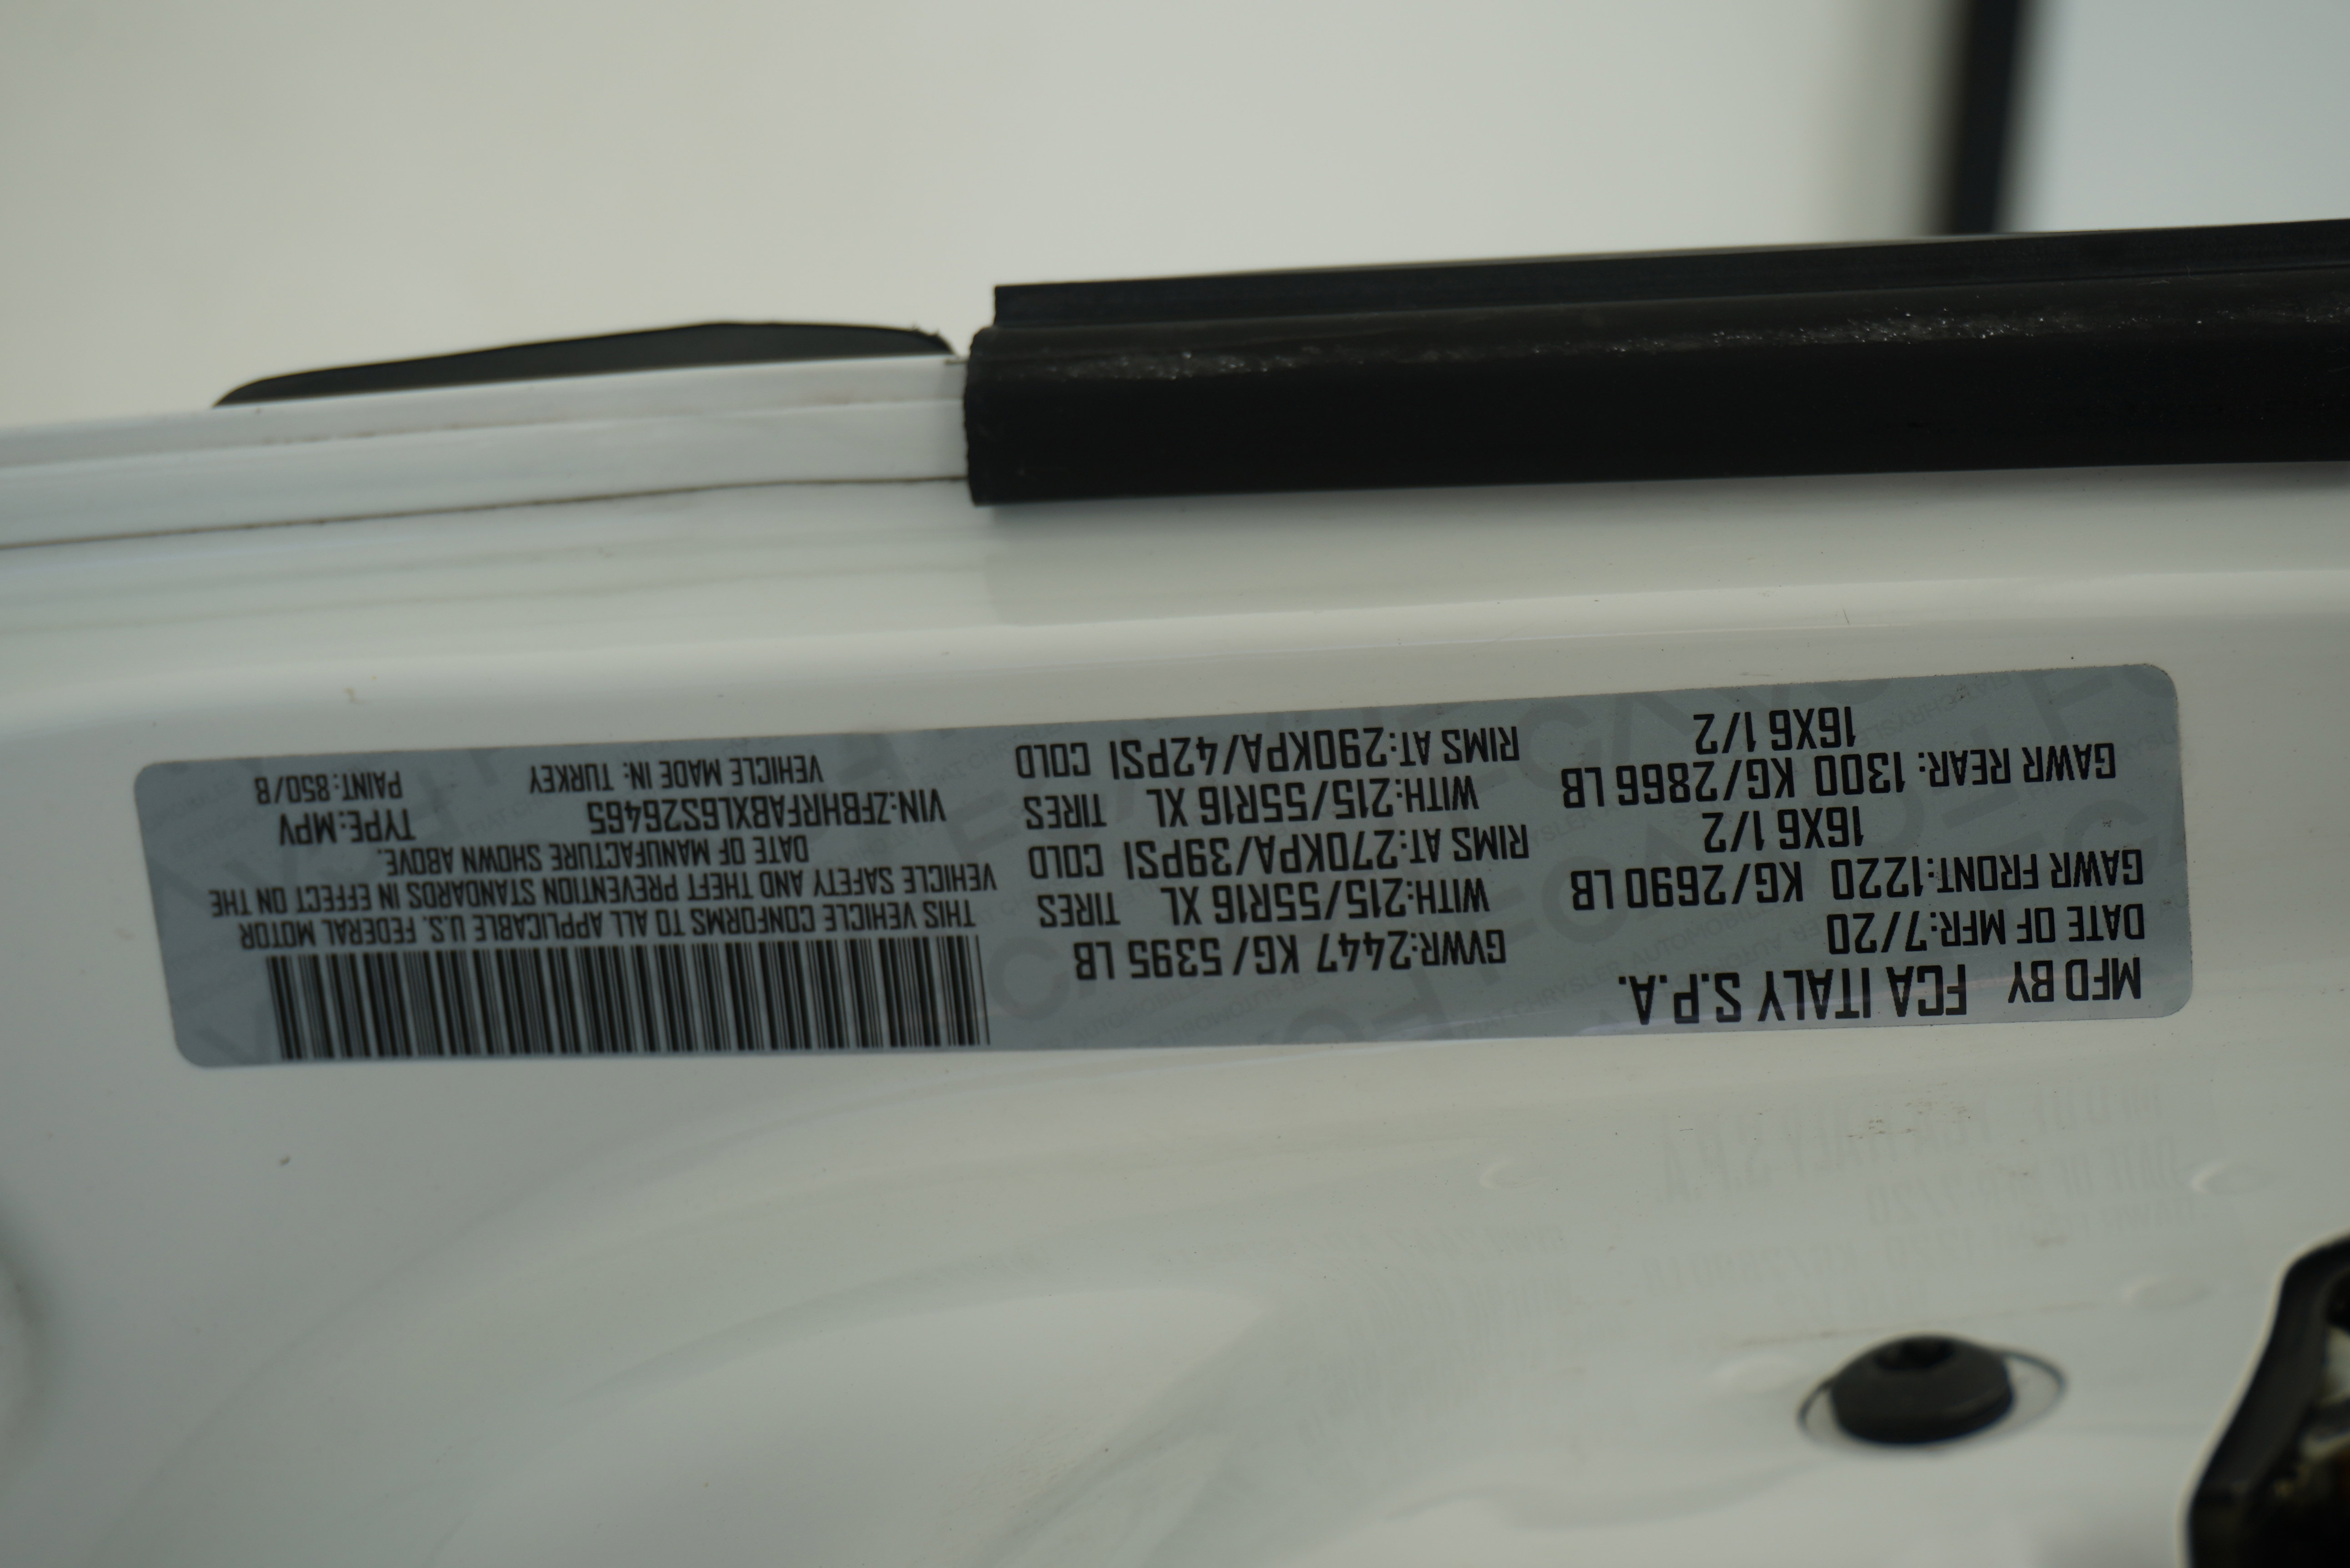 MFD BY FCA ITALY S.P.A.
DATE OF MFR:7/20
GAWR FRONT:1220 KG/2690 LB
16X6 1/2
GAWR REAR: 1300 KG/2866 LB
16X6 1/2
GVWR:2447 KG/ 5395 LB
WITH:215/55R16 XL TIRES
RIMS AT:270KPA/39PSI COLD
WITH:215/55R16 XL TIRES
RIMS AT:290KPA/42PSI COLD
THIS VEHICLE CONFORMS TO ALL APPLICABLE U.S. FEDERAL MOTOR
VEHICLE SAFETY AND THEFT PREVENTION STANDARDS IN EFFECT ON THE
DATE OF MANUFACTURE SHOWN ABOVE.
VIN:ZFBHRFABXL6S26465 TYPE:MPV
VEHICLE MADE IN: TURKEY PAINT:850/B